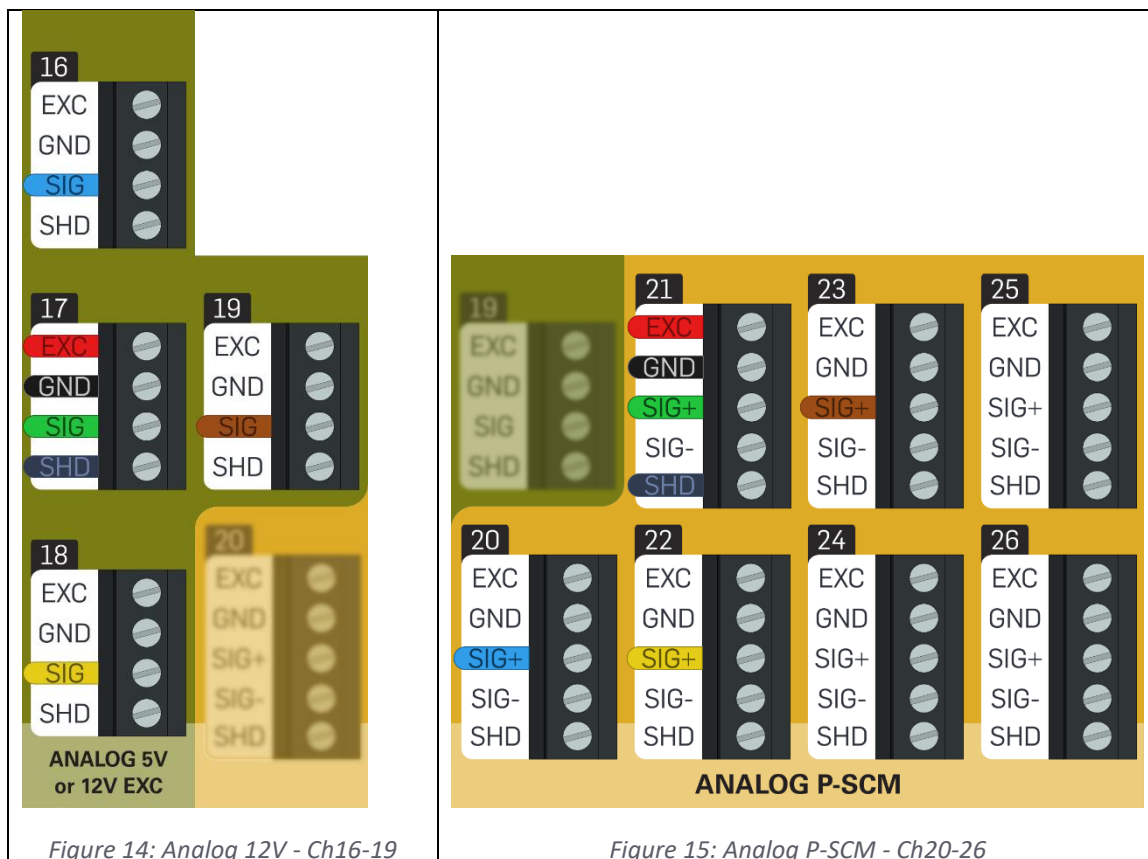 16
EXC
GND
SIG
SHD
17
EXC
GND
SIG
SHD
19
EXC
GND
SIG
SHD
18
EXC
GND
SIG
SHD
20
EXC
GND
SIG+
SIG-
SHD
ANALOG 5V
or 12V EXC
Figure 14: Analog 12V - Ch16-19
19
EXC
GND
SIG
SHD
21
EXC
GND
SIG+
SIG-
SHD
23
EXC
GND
SIG+
SIG-
SHD
25
EXC
GND
SIG+
SIG-
SHD
20
EXC
GND
SIG+
SIG-
SHD
22
EXC
GND
SIG+
SIG-
SHD
24
EXC
GND
SIG+
SIG-
SHD
26
EXC
GND
SIG+
SIG-
SHD
ANALOG P-SCM
Figure 15: Analog P-SCM - Ch20-26